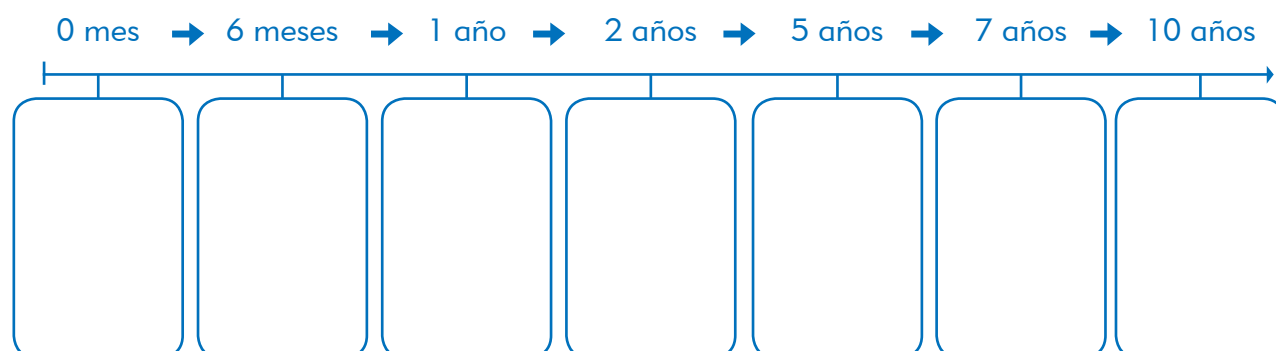 0 mes → 6 meses → 1 año → 2 años → 5 años → 7 años → 10 años